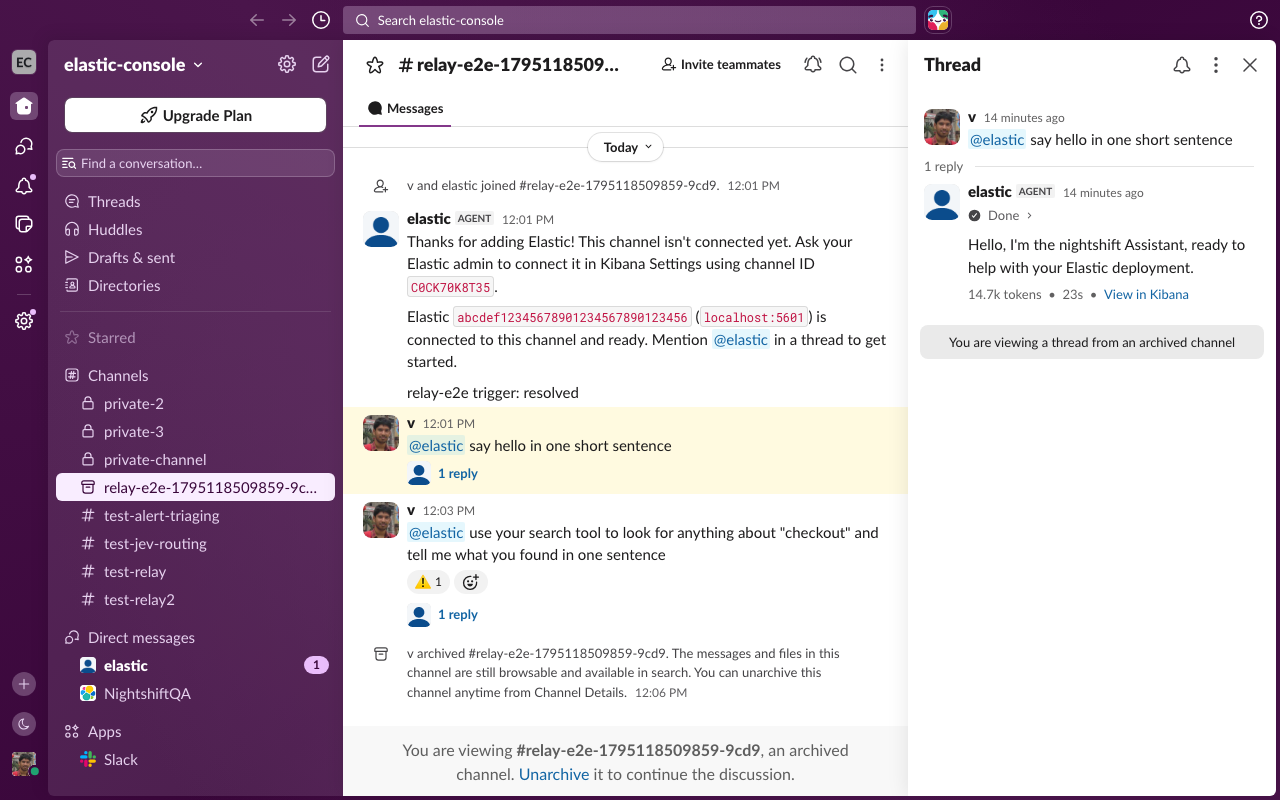 Search elastic-console
EC
elastic-console
Upgrade Plan
Find a conversation...
Threads
Huddles
Drafts & sent
Directories
Starred
Channels
private-2
private-3
private-channel
relay-e2e-1795118509859-9c...
test-alert-triaging
test-jev-routing
test-relay
test-relay2
Direct messages
elastic
1
NightshiftQA
Apps
Slack
# relay-e2e-1795118509...
Invite teammates
Messages
Today
v and elastic joined #relay-e2e-1795118509859-9cd9. 12:01 PM
elastic AGENT 12:01 PM
Thanks for adding Elastic! This channel isn't connected yet. Ask your
Elastic admin to connect it in Kibana Settings using channel ID
C0CK70K8T35.
Elastic abcdef12345678901234567890123456 (localhost:5601) is
connected to this channel and ready. Mention @elastic in a thread to get
started.
relay-e2e trigger: resolved
v 12:01 PM
@elastic say hello in one short sentence
1 reply
v 12:03 PM
@elastic use your search tool to look for anything about "checkout" and
tell me what you found in one sentence
1
1 reply
v archived #relay-e2e-1795118509859-9cd9. The messages and files in this
channel are still browsable and available in search. You can unarchive this
channel anytime from Channel Details. 12:06 PM
You are viewing #relay-e2e-1795118509859-9cd9, an archived
channel. Unarchive it to continue the discussion.
Thread
v 14 minutes ago
@elastic say hello in one short sentence
1 reply
elastic AGENT 14 minutes ago
Done
Hello, I'm the nightshift Assistant, ready to
help with your Elastic deployment.
14.7k tokens • 23s • View in Kibana
You are viewing a thread from an archived channel